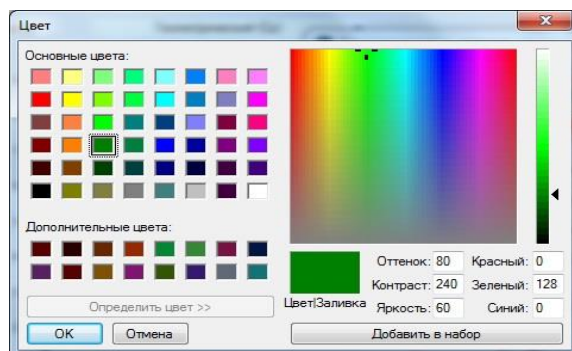 Цвет
Основные цвета:
Дополнительные цвета:
Определить цвет >>
OK
Отмена
Цвет|Заливка
Оттенок: 80
Контраст: 240
Яркость: 60
Красный: 0
Зеленый: 128
Синий: 0
Добавить в набор